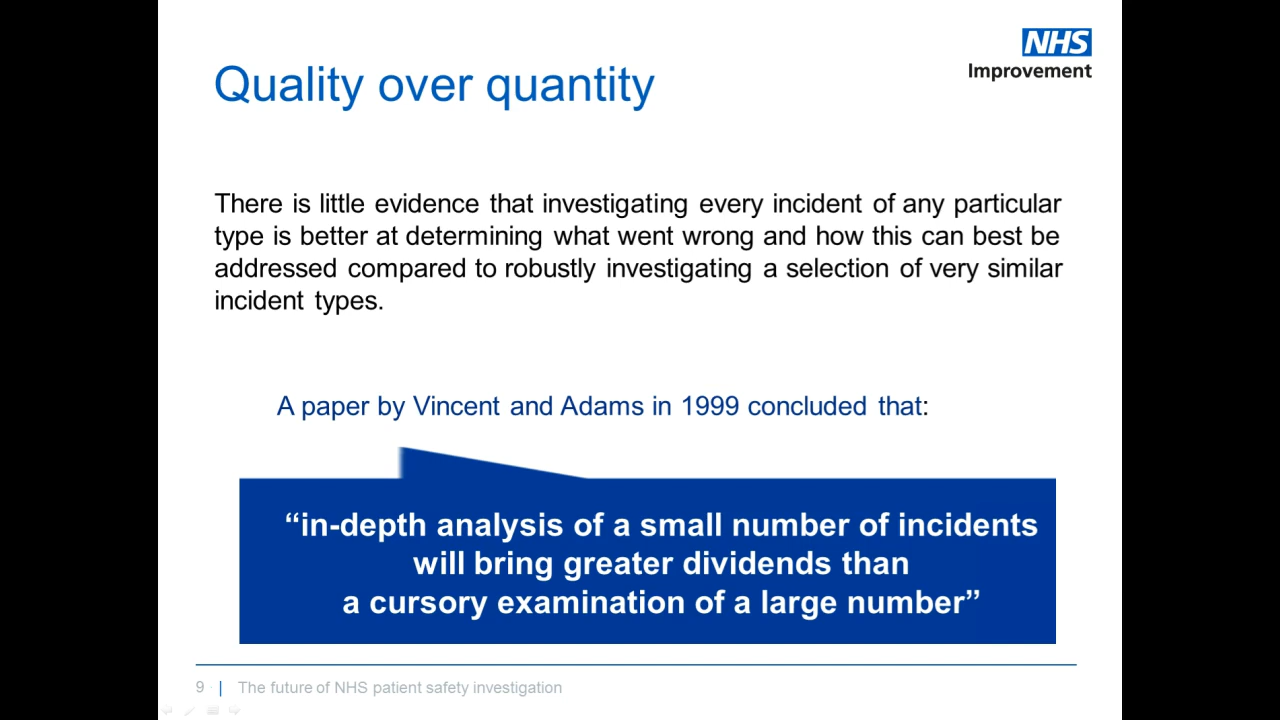 NHS
Improvement
Quality over quantity
There is little evidence that investigating every incident of any particular
type is better at determining what went wrong and how this can best be
addressed compared to robustly investigating a selection of very similar
incident types.
A paper by Vincent and Adams in 1999 concluded that:
“in-depth analysis of a small number of incidents
will bring greater dividends than
a cursory examination of a large number”
9 | The future of NHS patient safety investigation